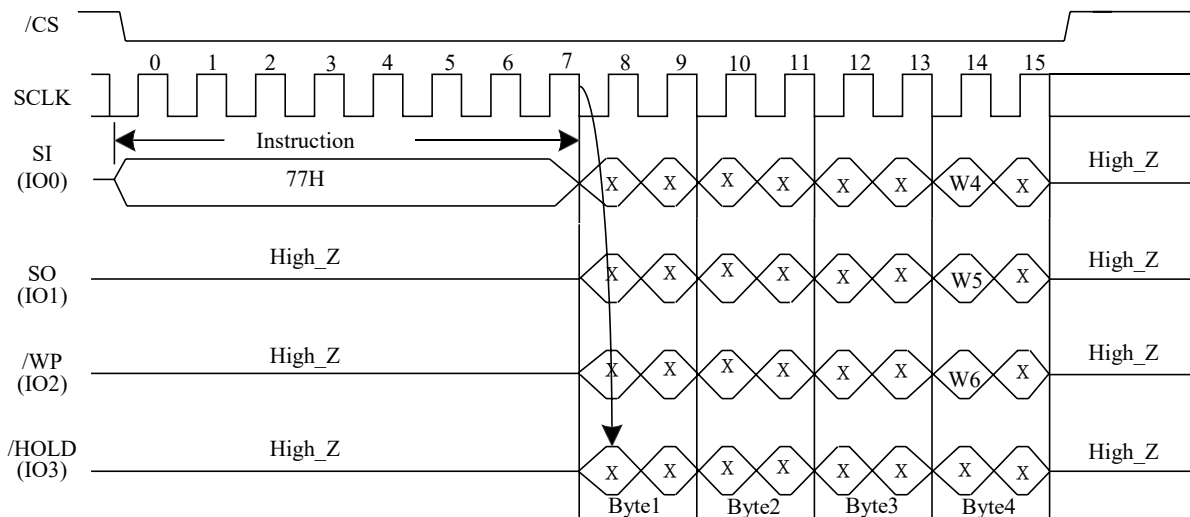 /CS
0 1 2 3 4 5 6 7 8 9 10 11 12 13 14 15
SCLK
Instruction
SI
(IO0)
77H
X X X X X X W4 X
High_Z
SO
(IO1)
High_Z
X X X X X X W5 X
High_Z
/WP
(IO2)
High_Z
X X X X X X W6 X
High_Z
/HOLD
(IO3)
High_Z
X X X X X X X X
High_Z
Byte1 Byte2 Byte3 Byte4